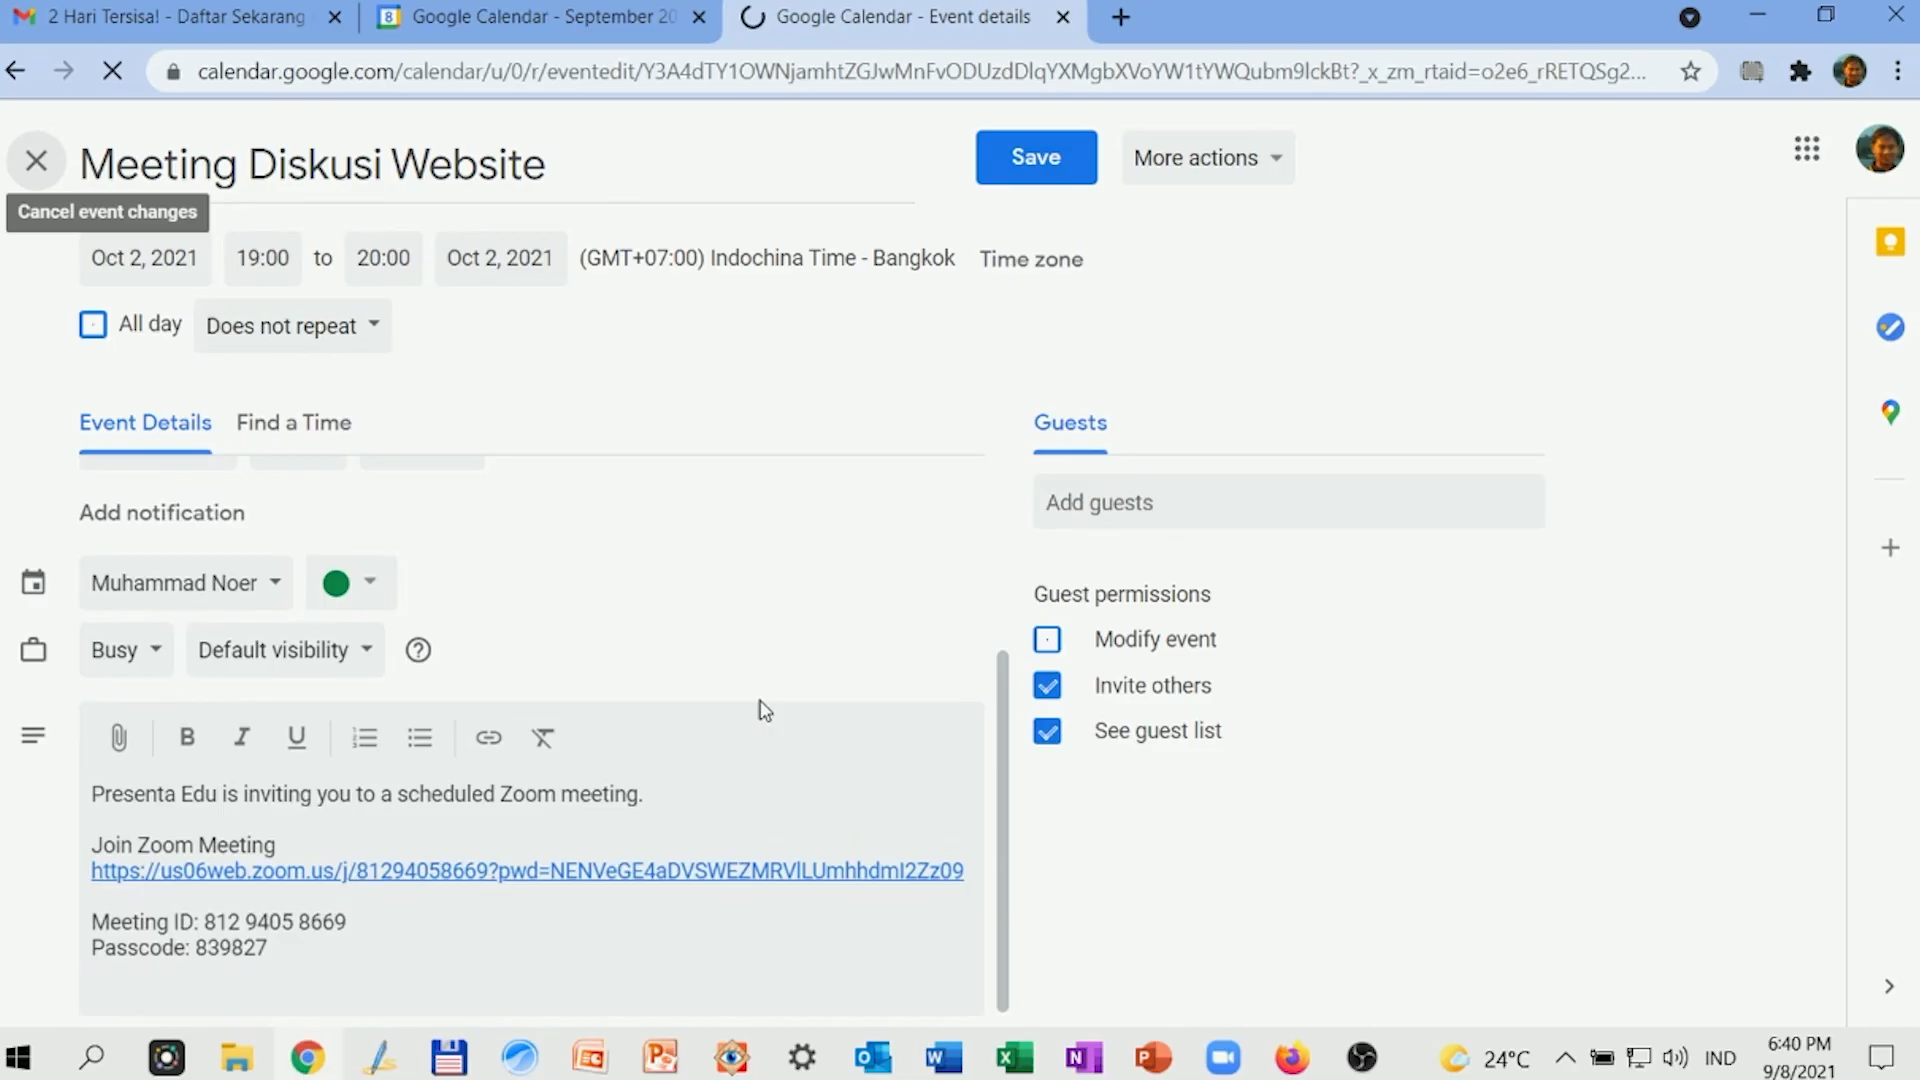 2 Hari Tersisa! - Daftar Sekarang
Google Calendar - September 20
Google Calendar - Event details
calendar.google.com/calendar/u/0/r/eventedit/Y3A4dTY1OWNjamhtZGJwMnFvODUzdDlqYXMgbXVoYW1tYWQubm9lckBt?_x_zm_rtaid=o2e6_rRETQSg2...
Meeting Diskusi Website
Save
More actions
Cancel event changes
Oct 2, 2021 19:00 to 20:00 Oct 2, 2021 (GMT+07:00) Indochina Time - Bangkok Time zone
All day Does not repeat
Event Details Find a Time
Guests
Add guests
Add notification
Muhammad Noer
Busy Default visibility
Guest permissions
Modify event
Invite others
See guest list
Presenta Edu is inviting you to a scheduled Zoom meeting.
Join Zoom Meeting
https://us06web.zoom.us/j/81294058669?pwd=NENVeGE4aDVSWEZMRVlLUmhhdmI2Zz09
Meeting ID: 812 9405 8669
Passcode: 839827
24°C
IND
6:40 PM
9/8/2021